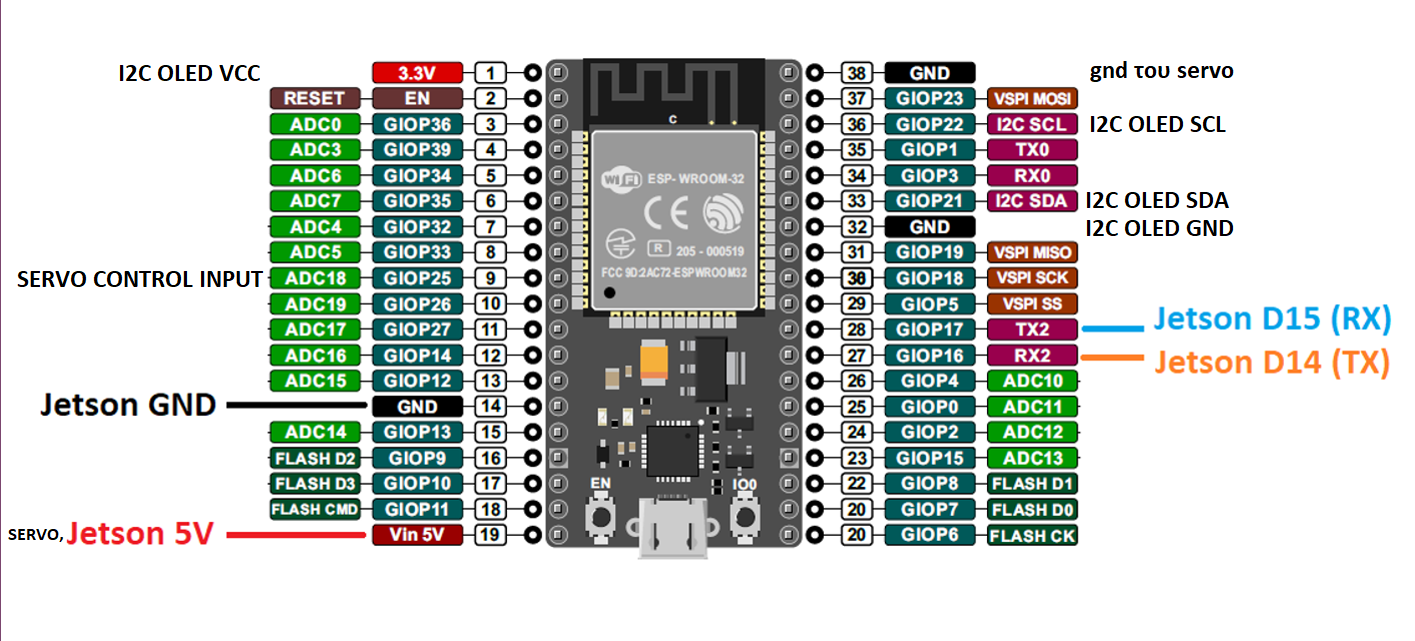 I2C OLED VCC 3.3V 1 38 GND gnd του servo
RESET EN 2 37 GIOP23 VSPI MOSI
ADC0 GIOP36 3 C 36 GIOP22 I2C SCL I2C OLED SCL
ADC3 GIOP39 4 35 GIOP1 TX0
ADC6 GIOP34 5 WiFi ESP-WROOM-32 34 GIOP3 RX0
ADC7 GIOP35 6 CE 33 GIOP21 I2C SDA I2C OLED SDA
ADC4 GIOP32 7 32 GND I2C OLED GND
ADC5 GIOP33 8 R 205-000519 31 GIOP19 VSPI MISO
SERVO CONTROL INPUT ADC18 GIOP25 9 FCC 9D:2AC72-ESPWROOM32 30 GIOP18 VSPI SCK
ADC19 GIOP26 10 29 GIOP5 VSPI SS
ADC17 GIOP27 11 28 GIOP17 TX2 Jetson D15 (RX)
ADC16 GIOP14 12 27 GIOP16 RX2 Jetson D14 (TX)
ADC15 GIOP12 13 26 GIOP4 ADC10
Jetson GND GND 14 25 GIOP0 ADC11
ADC14 GIOP13 15 24 GIOP2 ADC12
FLASH D2 GIOP9 16 23 GIOP15 ADC13
FLASH D3 GIOP10 17 EN IO0 22 GIOP8 FLASH D1
FLASH CMD GIOP11 18 20 GIOP7 FLASH D0
SERVO, Jetson 5V Vin 5V 19 20 GIOP6 FLASH CK